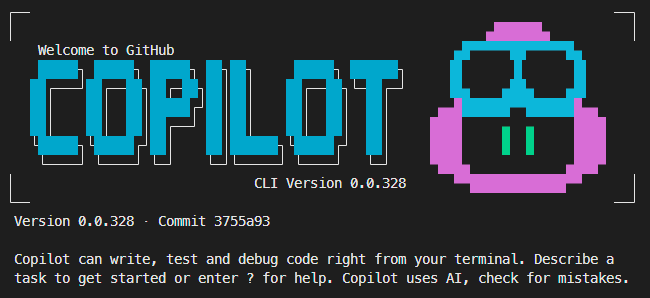 Welcome to GitHub
COPILOT
CLI Version 0.0.328
Version 0.0.328 · Commit 3755a93
Copilot can write, test and debug code right from your terminal. Describe a
task to get started or enter ? for help. Copilot uses AI, check for mistakes.